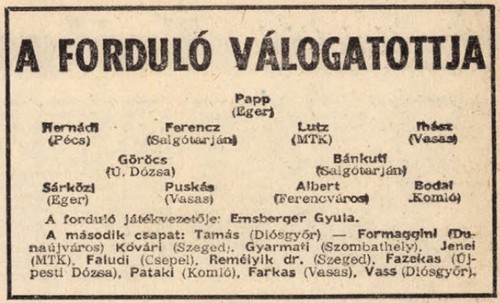 A FORDULÓ VÁLOGATOTTJA
Papp
(Eger)
Hernádi Ferencz Lutz Ihász
(Pécs) (Salgótarján) (MTK) (Vasas)
Göröcs Bánkuti
(Ú. Dózsa) (Salgótarján)
Sárközi Puskás Albert Bodai
(Eger) (Vasas) (Ferencváros) Komló)
A forduló játékvezetője: Emsberger Gyula.
A második csapat: Tamás (Diósgyőr) — Formaggini (Du-
naújváros) Kővári (Szeged), Gyarmati (Szombathely), Jenei
(MTK), Faludi (Csepel), Remélyik dr. (Szeged), Fazekas (Új-
pesti Dózsa), Pataki (Komló), Farkas (Vasas), Vass (Diósgyőr).